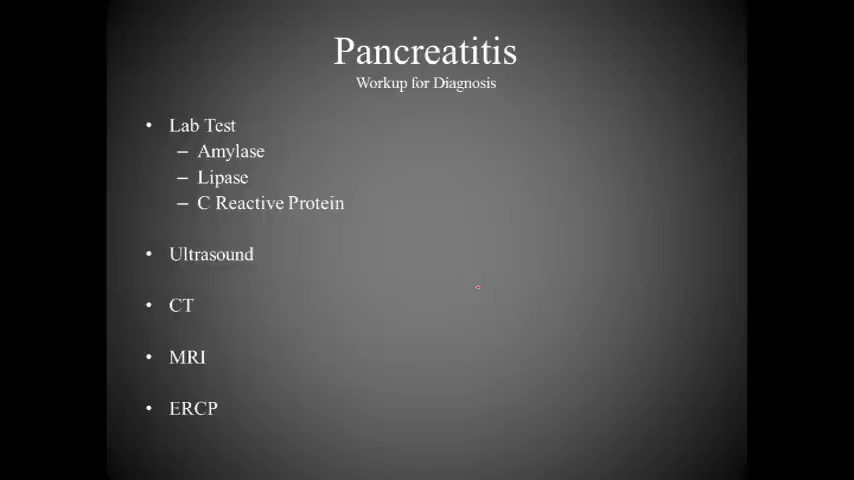 Pancreatitis
Workup for Diagnosis
• Lab Test
– Amylase
– Lipase
– C Reactive Protein
• Ultrasound
• CT
• MRI
• ERCP